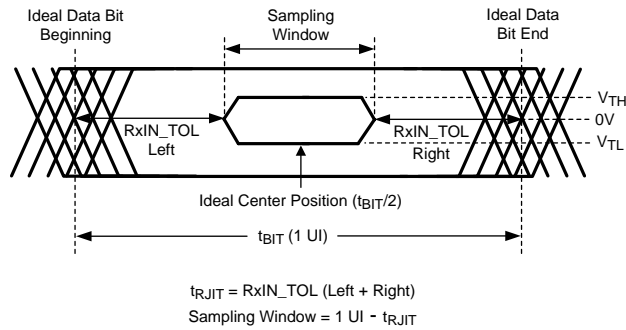 Ideal Data Bit
Beginning
Sampling
Window
Ideal Data
Bit End
RxIN_TOL
Left
RxIN_TOL
Right
VTH
0V
VTL
Ideal Center Position (tBIT/2)
tBIT (1 UI)
tRJIT = RxIN_TOL (Left + Right)
Sampling Window = 1 UI - tRJIT